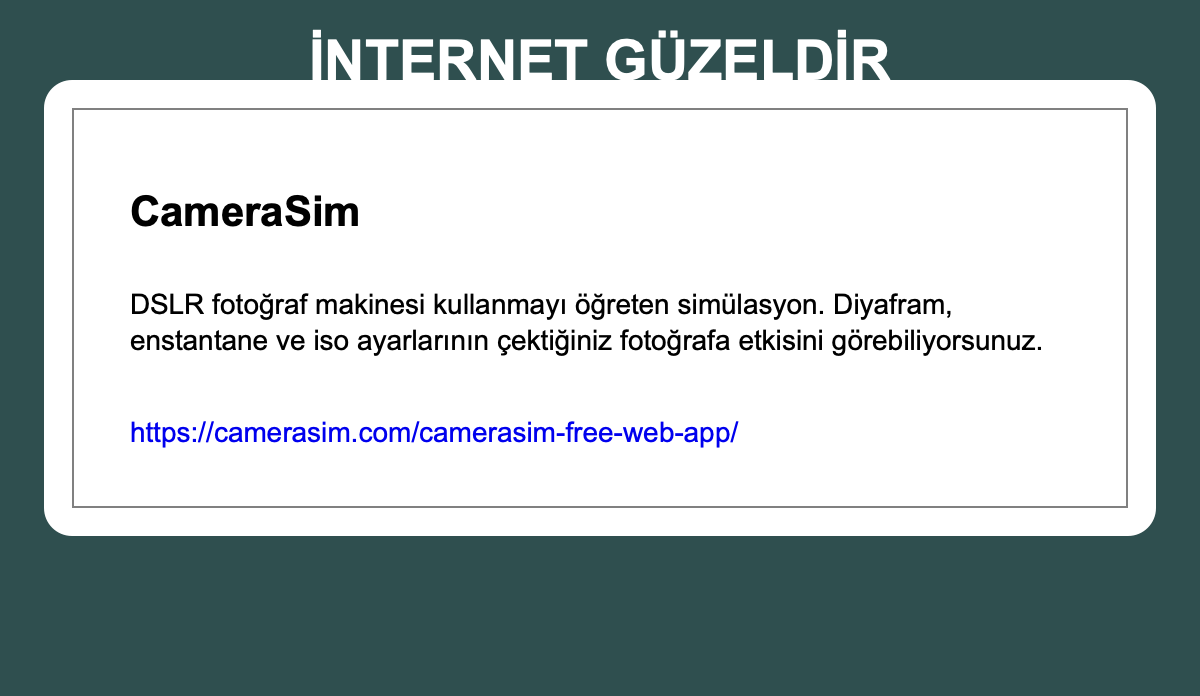 İNTERNET GÜZELDİR
CameraSim
DSLR fotoğraf makinesi kullanmayı öğreten simülasyon. Diyafram,
enstantane ve iso ayarlarının çektiğiniz fotoğrafa etkisini görebiliyorsunuz.
https://camerasim.com/camerasim-free-web-app/